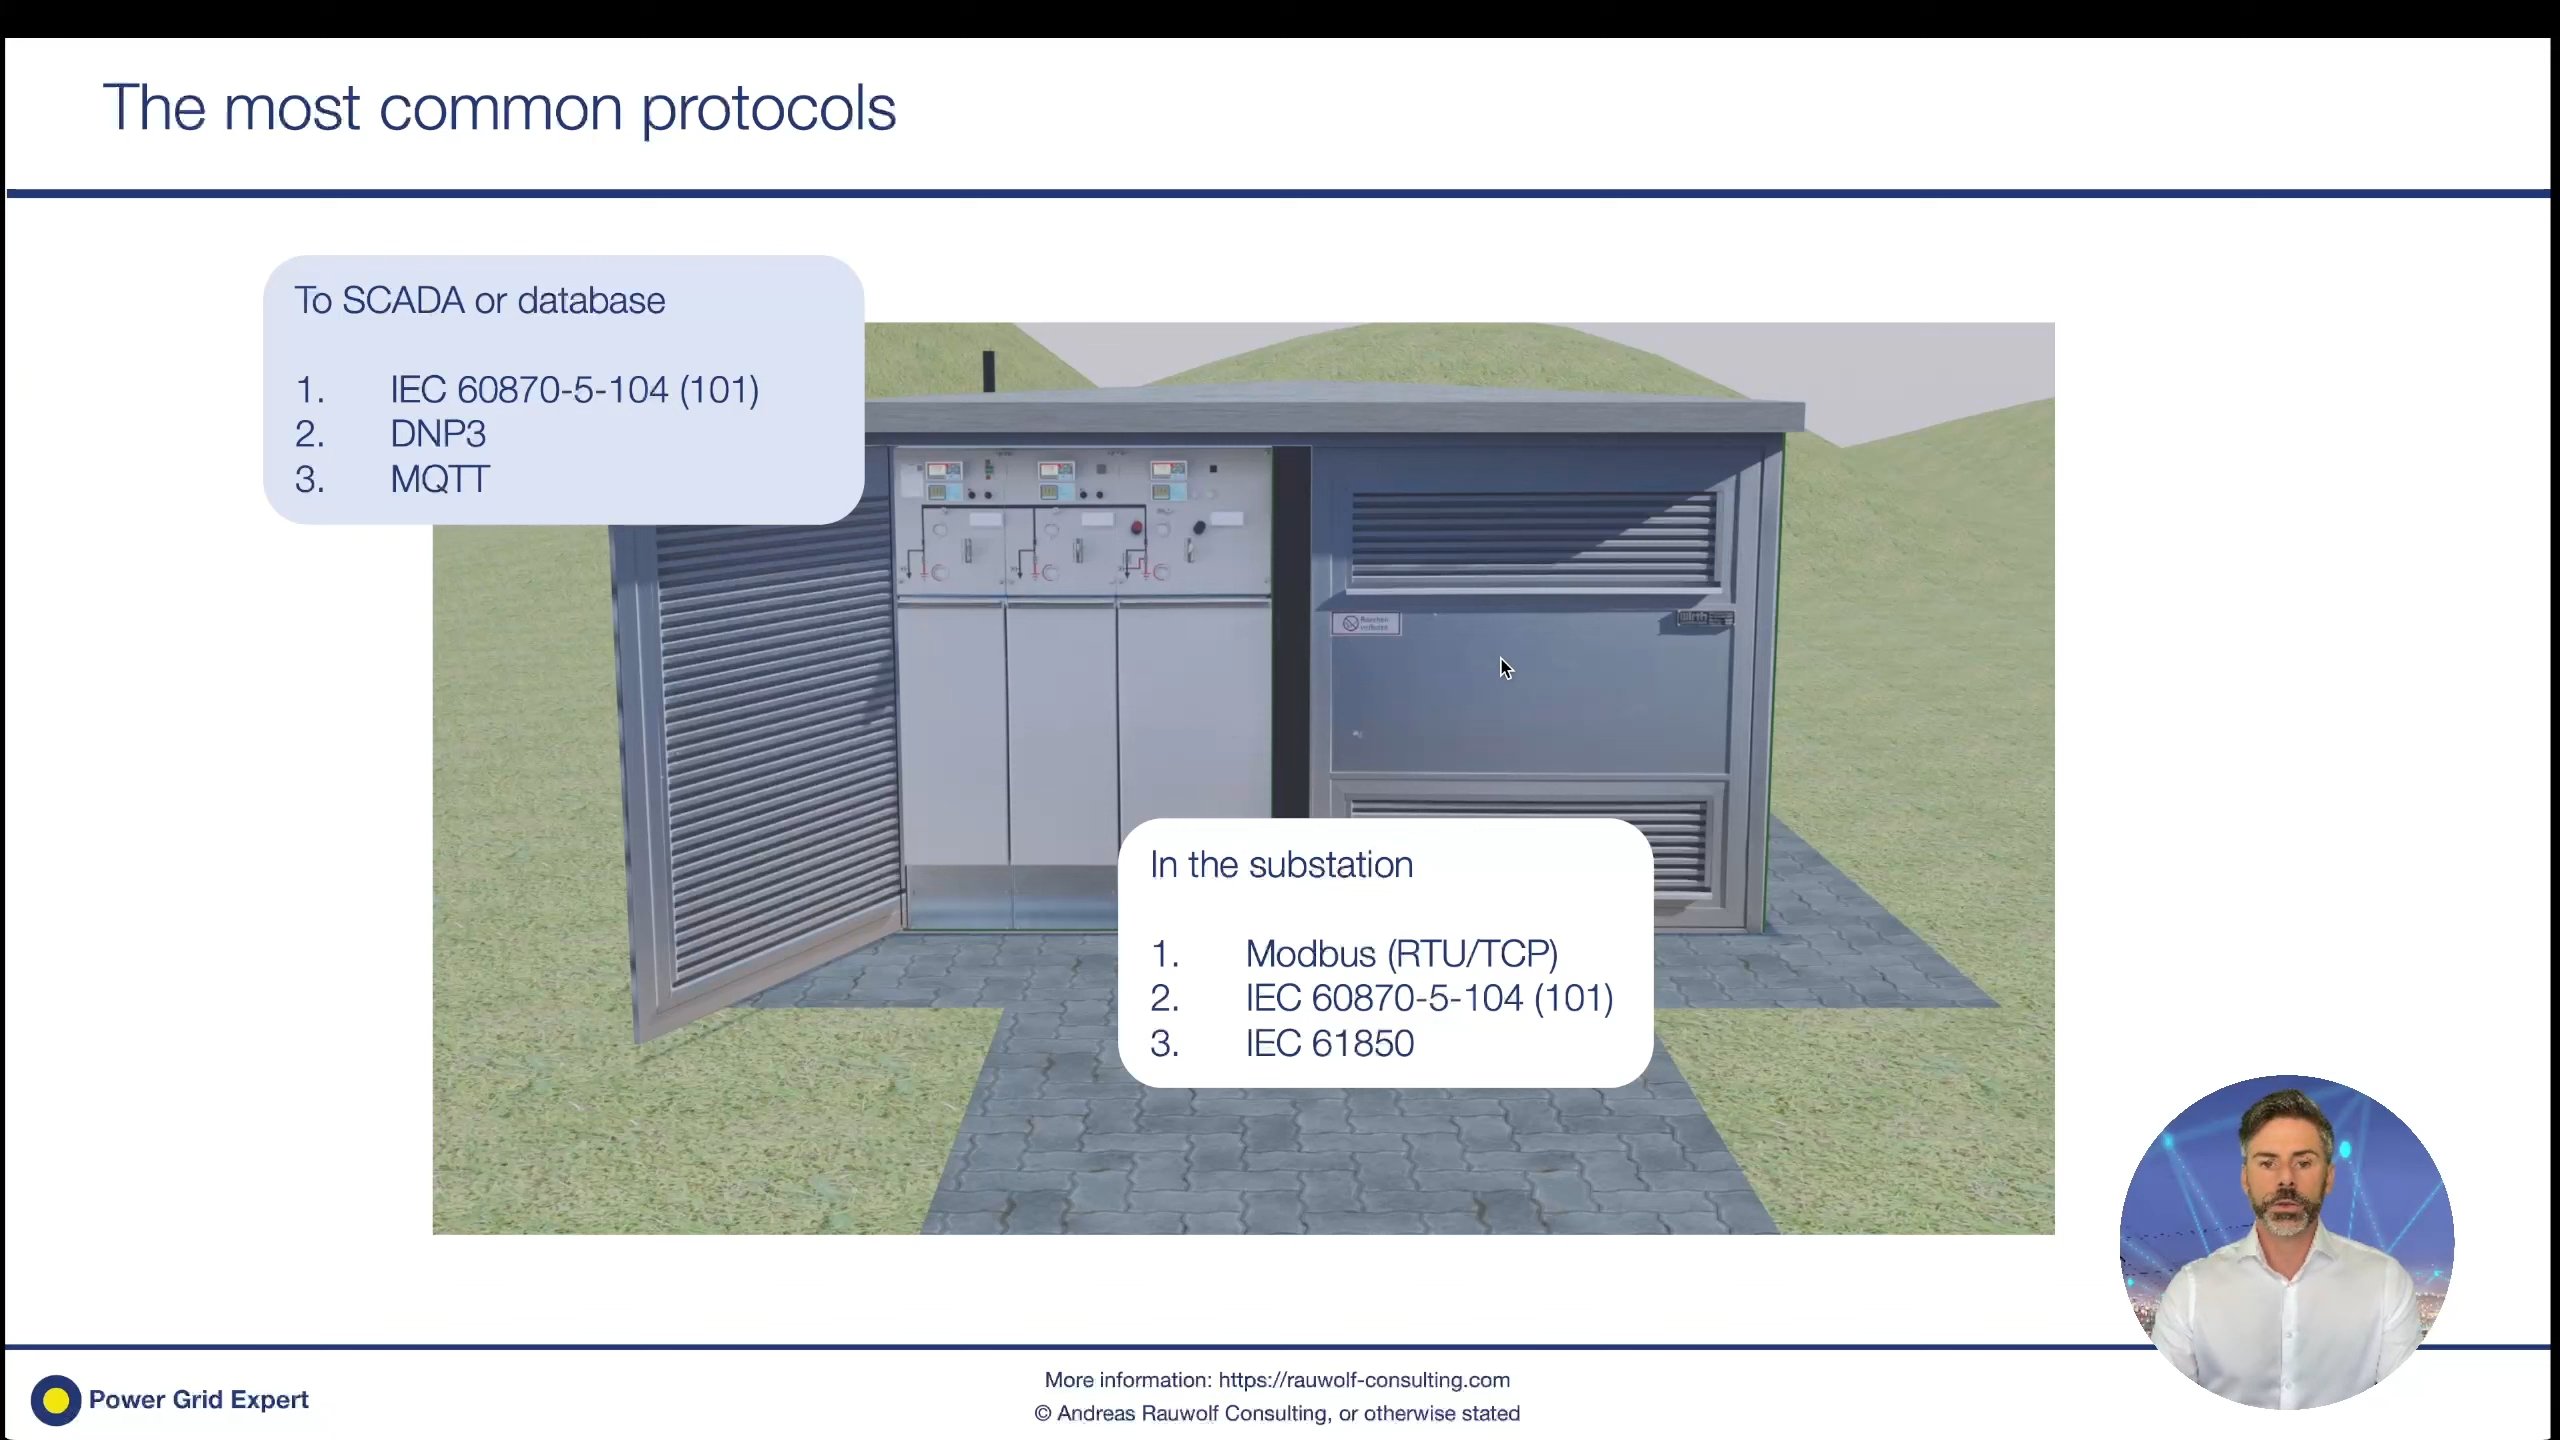 The most common protocols
To SCADA or database
1. IEC 60870-5-104 (101)
2. DNP3
3. MQTT
Rauchen
verboten
In the substation
1. Modbus (RTU/TCP)
2. IEC 60870-5-104 (101)
3. IEC 61850
Power Grid Expert
More information: https://rauwolf-consulting.com
© Andreas Rauwolf Consulting, or otherwise stated